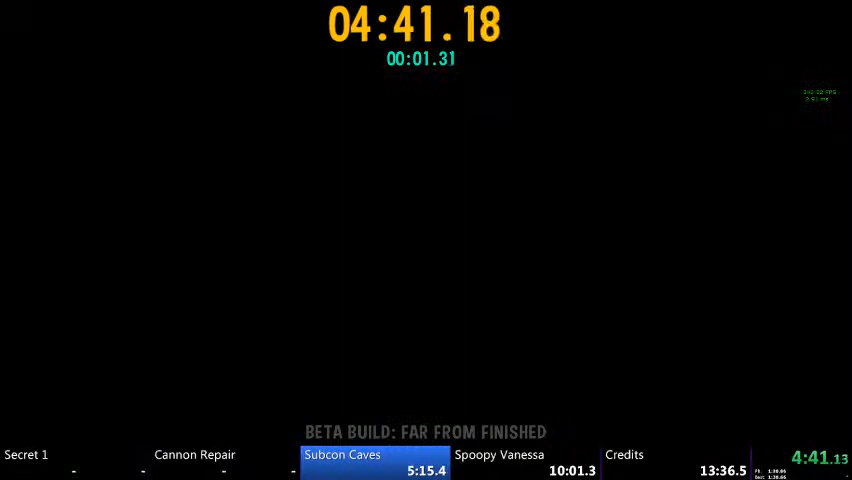 04:41.18
00:01.31
BETA BUILD: FAR FROM FINISHED
Secret 1
Cannon Repair
Subcon Caves
Spoopy Vanessa
Credits
4:41.13
- - - - 5:15.4 10:01.3 13:36.5